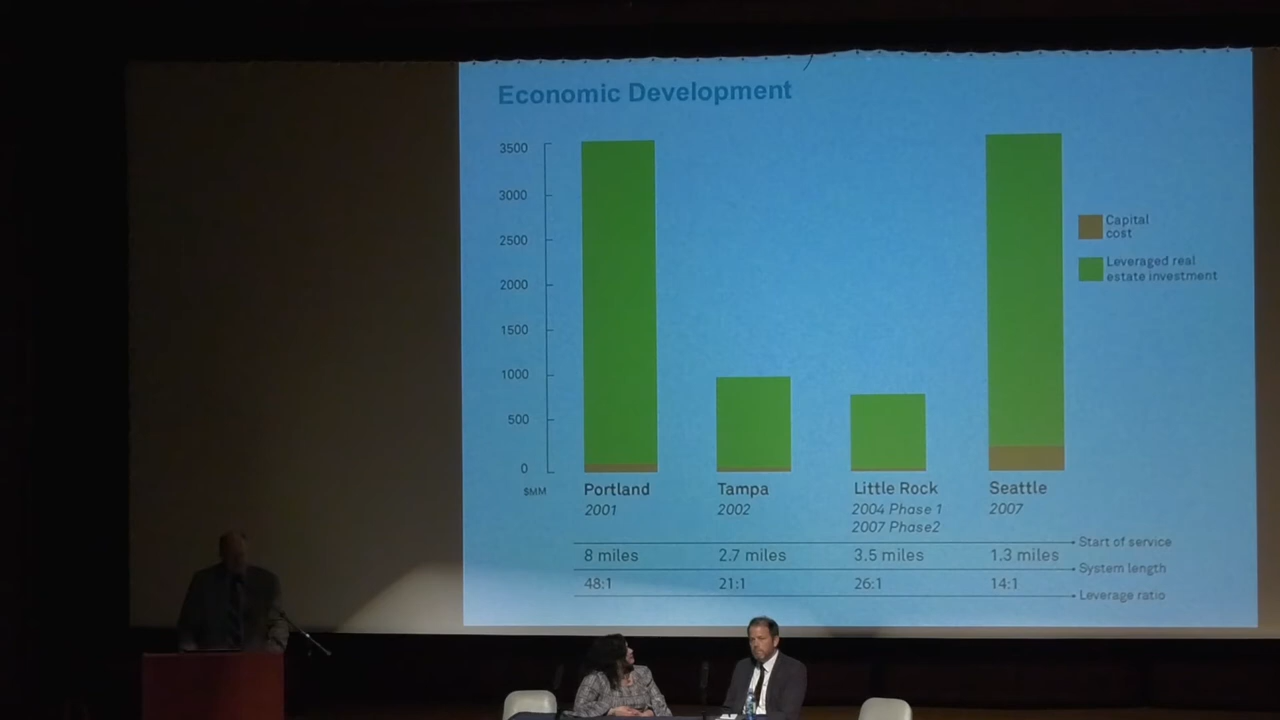 Economic Development
3500
3000
2500
2000
1500
1000
500
0
$MM
Capital
cost
Leveraged real
estate investment
Portland
2001
Tampa
2002
Little Rock
2004 Phase 1
2007 Phase2
Seattle
2007
Start of service
8 miles
2.7 miles
3.5 miles
1.3 miles
System length
48:1
21:1
26:1
14:1
Leverage ratio